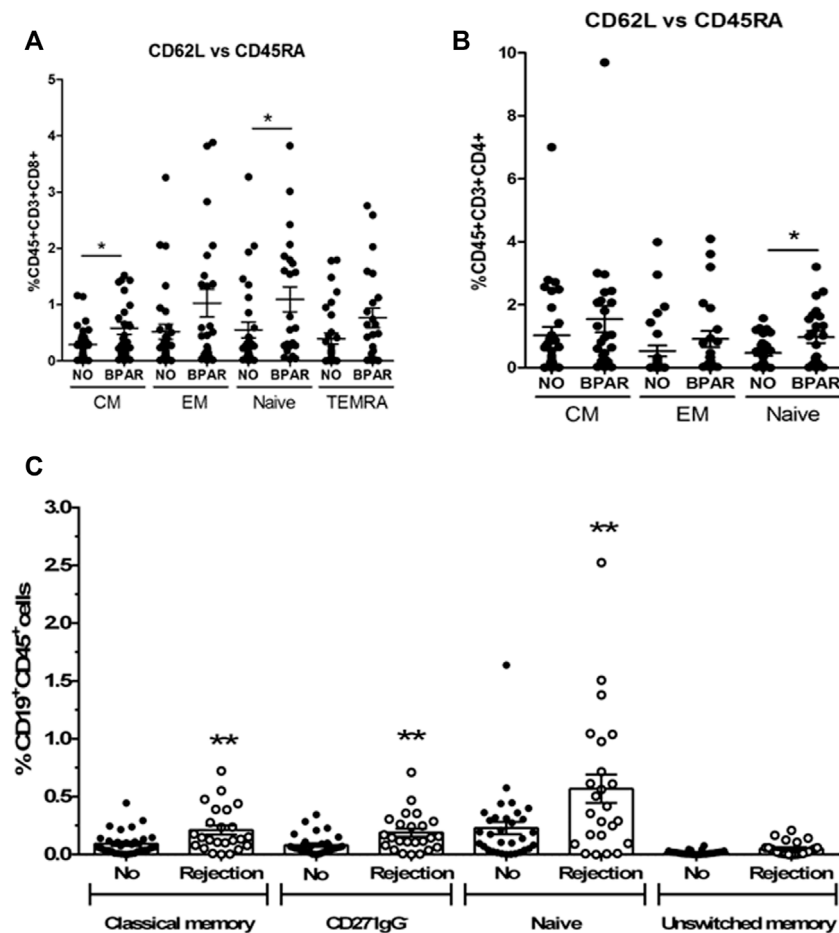 A
CD62L vs CD45RA
%CD45+CD3+CD8+
5
4
3
2
1
0
*
*
NO BPAR NO BPAR NO BPAR NO BPAR
CM EM Naive TEMRA
B
CD62L vs CD45RA
%CD45+CD3+CD4+
10
8
6
4
2
0
*
NO BPAR NO BPAR NO BPAR
CM EM Naive
C
%CD19+CD45+cells
3.0
2.5
2.0
1.5
1.0
0.5
0.0
**
**
**
No Rejection No Rejection No Rejection No Rejection
Classical memory CD27IgG- Naive Unswitched memory